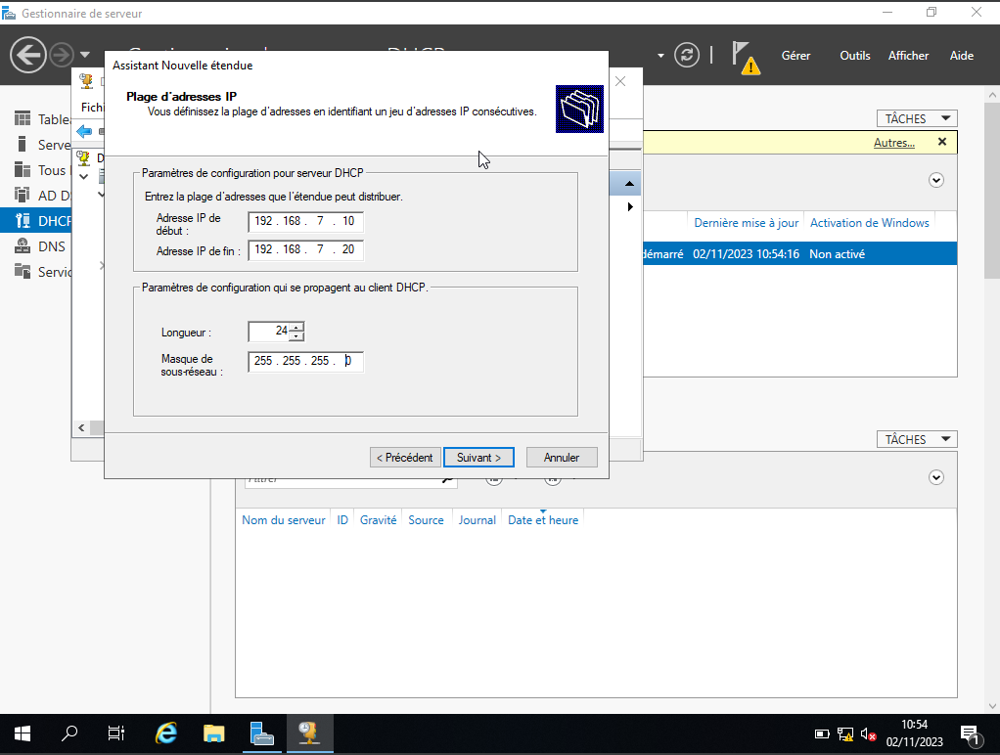 Gestionnaire de serveur
DHCP
Gérer
Outils
Afficher
Aide
Assistant Nouvelle étendue
Plage d'adresses IP
Vous définissez la plage d'adresses en identifiant un jeu d'adresses IP consécutives.
Paramètres de configuration pour serveur DHCP
Entrez la plage d'adresses que l'étendue peut distribuer.
Adresse IP de
début :
192 . 168 . 7 . 10
Adresse IP de fin :
192 . 168 . 7 . 20
Paramètres de configuration qui se propagent au client DHCP.
Longueur :
24
Masque de
sous-réseau :
255 . 255 . 255 . 0
< Précédent
Suivant >
Annuler
Fichi
D
Table
Serve
Tous
AD D
DHCP
DNS
Servic
TÂCHES
Autres...
Dernière mise à jour
Activation de Windows
démarré
02/11/2023 10:54:16
Non activé
TÂCHES
Filtrer
Nom du serveur
ID
Gravité
Source
Journal
Date et heure
10:54
02/11/2023
1